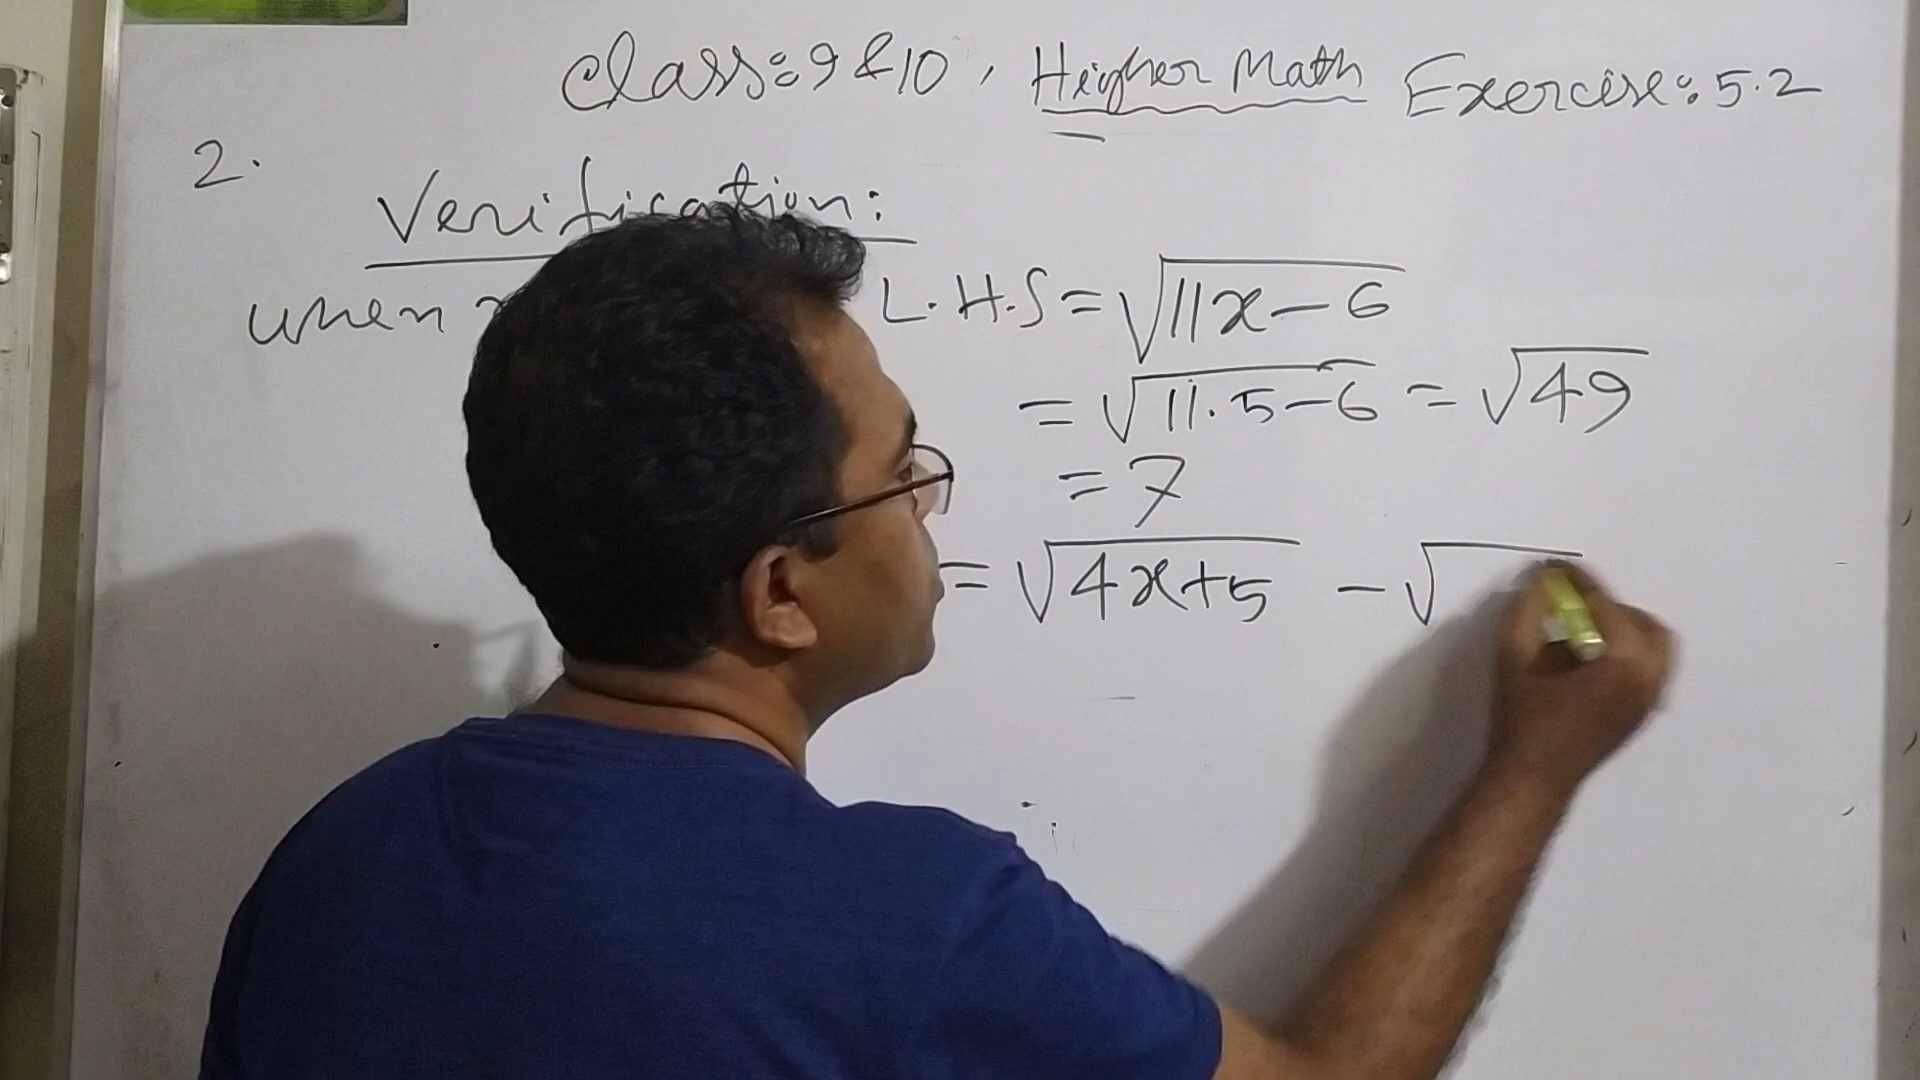 Class: 9 & 10, Higher Math Exercise: 5.2
2.
Verification:
when L.H.S = √11x-6
= √11.5-6 = √49
= 7
= √4x+5 - √